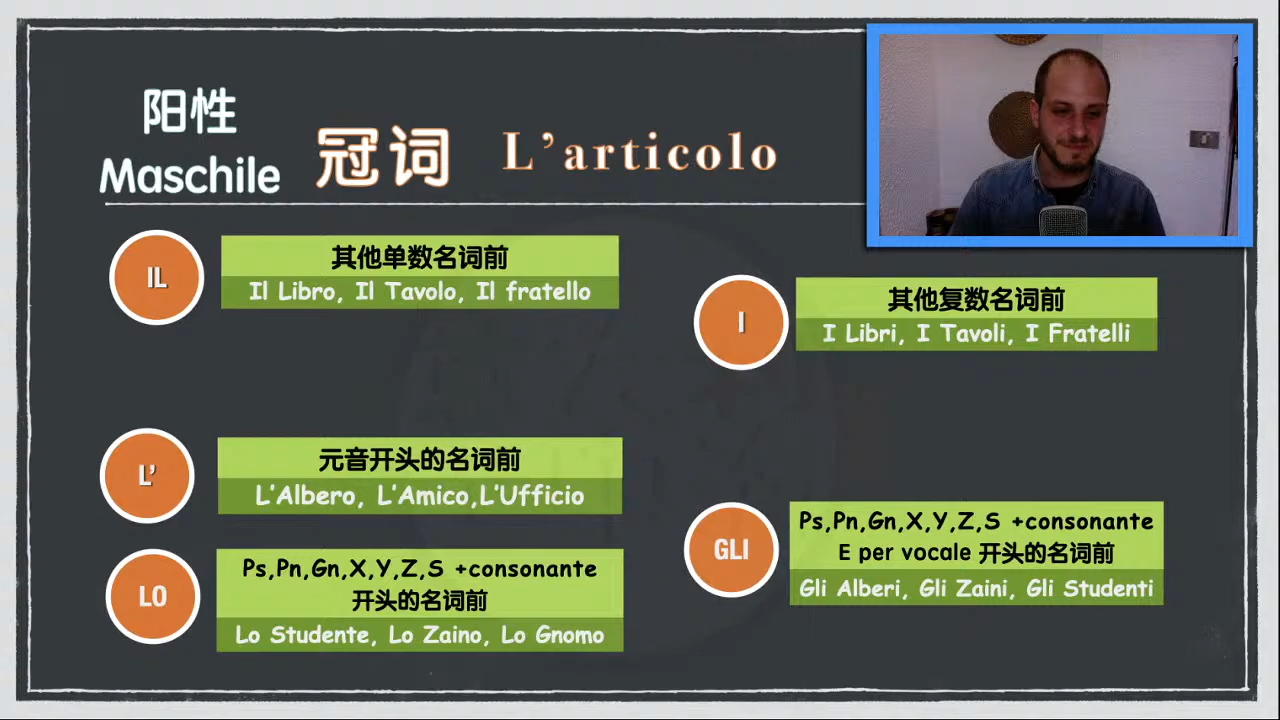 阳性
Maschile
冠词 L’articolo
IL
其他单数名词前
Il Libro, Il Tavolo, Il fratello
I
其他复数名词前
I Libri, I Tavoli, I Fratelli
L’
元音开头的名词前
L’Albero, L’Amico,L’Ufficio
LO
Ps,Pn,Gn,X,Y,Z,S +consonante
开头的名词前
Lo Studente, Lo Zaino, Lo Gnomo
GLI
Ps,Pn,Gn,X,Y,Z,S +consonante
E per vocale 开头的名词前
Gli Alberi, Gli Zaini, Gli Studenti